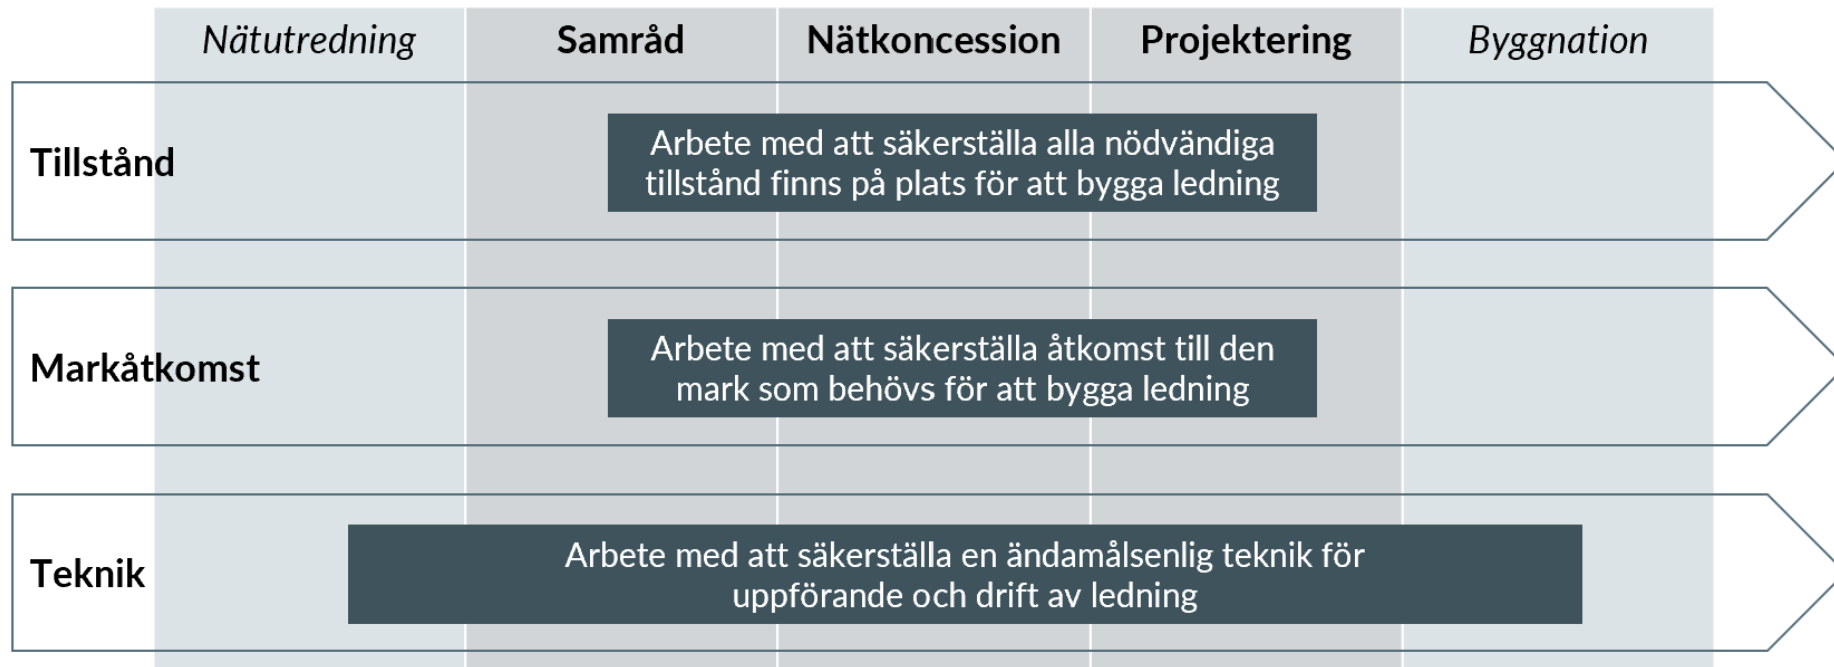 Nätutredning Samråd Nätkoncession Projektering Byggnation
Tillstånd
Arbete med att säkerställa alla nödvändiga
tillstånd finns på plats för att bygga ledning
Markåtkomst
Arbete med att säkerställa åtkomst till den
mark som behövs för att bygga ledning
Teknik
Arbete med att säkerställa en ändamålsenlig teknik för
uppförande och drift av ledning